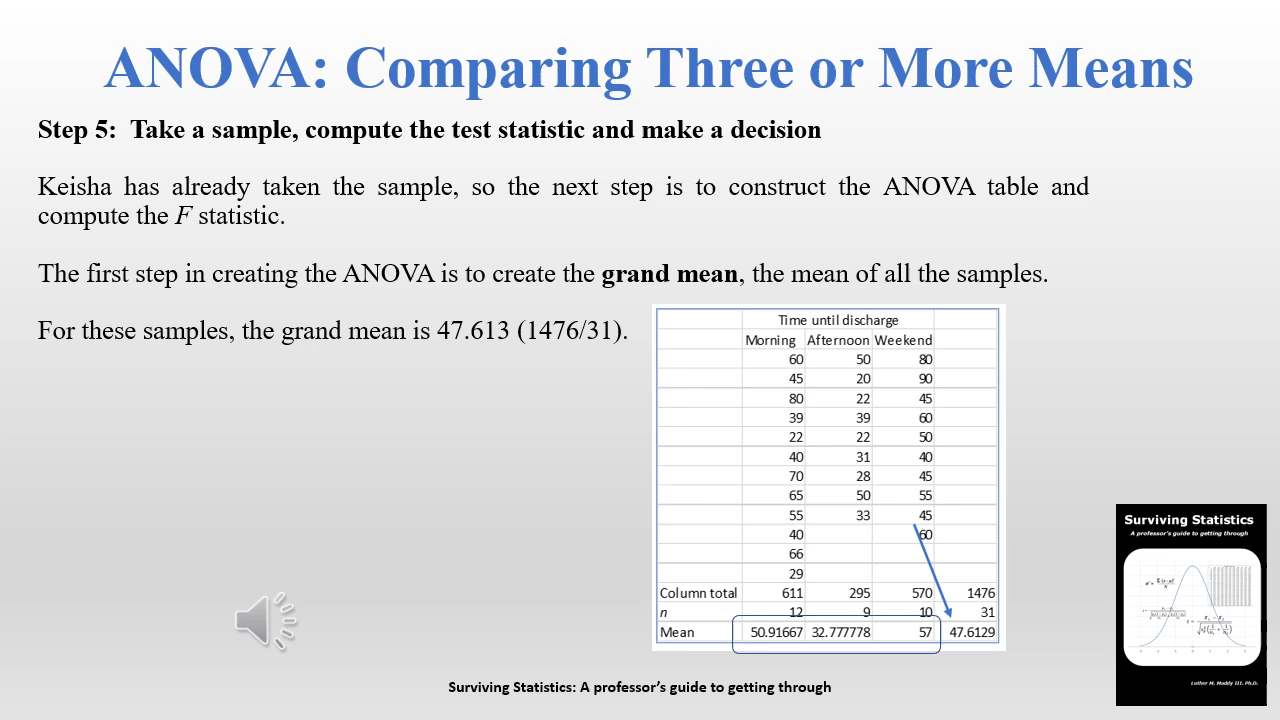 ANOVA: Comparing Three or More Means
Step 5: Take a sample, compute the test statistic and make a decision
Keisha has already taken the sample, so the next step is to construct the ANOVA table and
compute the F statistic.
The first step in creating the ANOVA is to create the grand mean, the mean of all the samples.
For these samples, the grand mean is 47.613 (1476/31).
Time until discharge
Morning Afternoon Weekend
60 50 80
45 20 90
80 22 45
39 39 60
22 22 50
40 31 40
70 28 45
65 50 55
55 33 45
40 60
66
29
Column total 611 295 570 1476
n 12 9 10 31
Mean 50.91667 32.777778 57 47.6129
Surviving Statistics
A professor's guide to getting through
Luther M. Maddy III. Ph.D.
Surviving Statistics: A professor’s guide to getting through